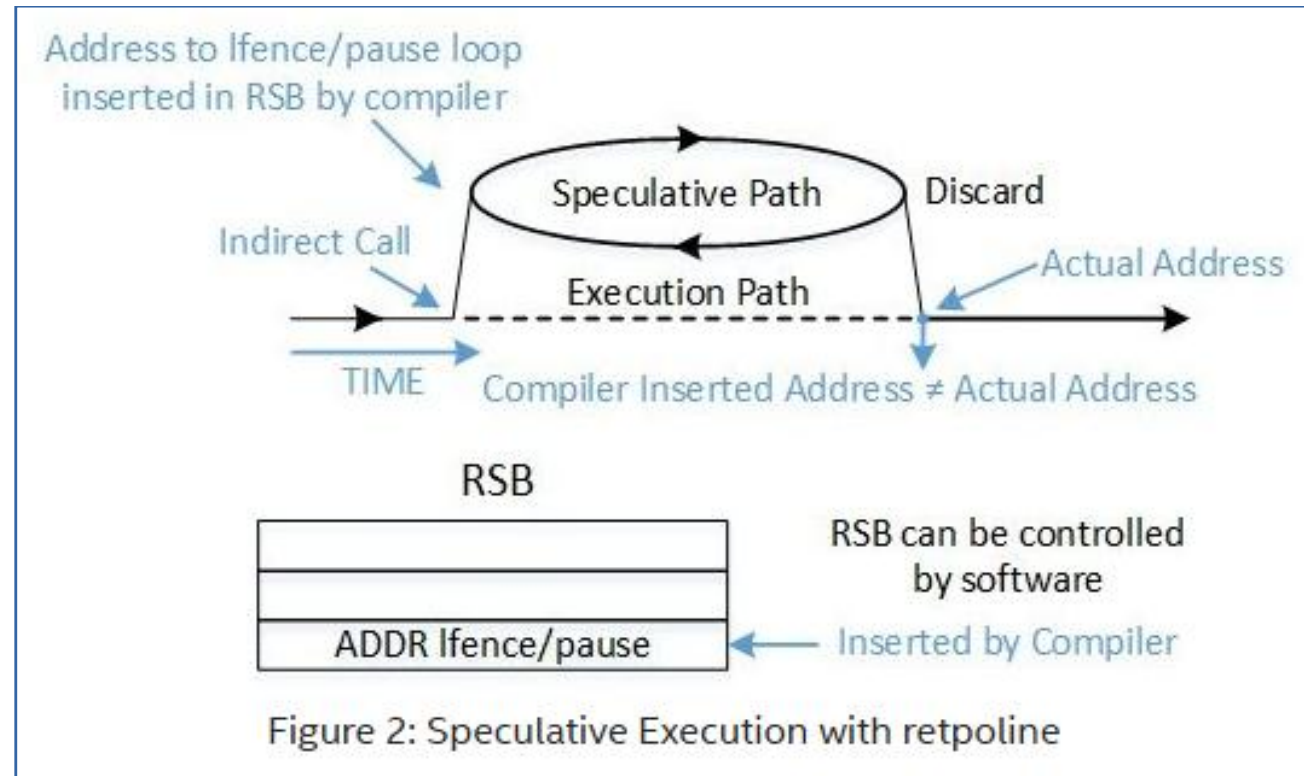 Address to lfence/pause loop
inserted in RSB by compiler
Speculative Path
Discard
Indirect Call
Actual Address
Execution Path
TIME
Compiler Inserted Address ≠ Actual Address
RSB
RSB can be controlled
by software
ADDR lfence/pause
Inserted by Compiler
Figure 2: Speculative Execution with retpoline